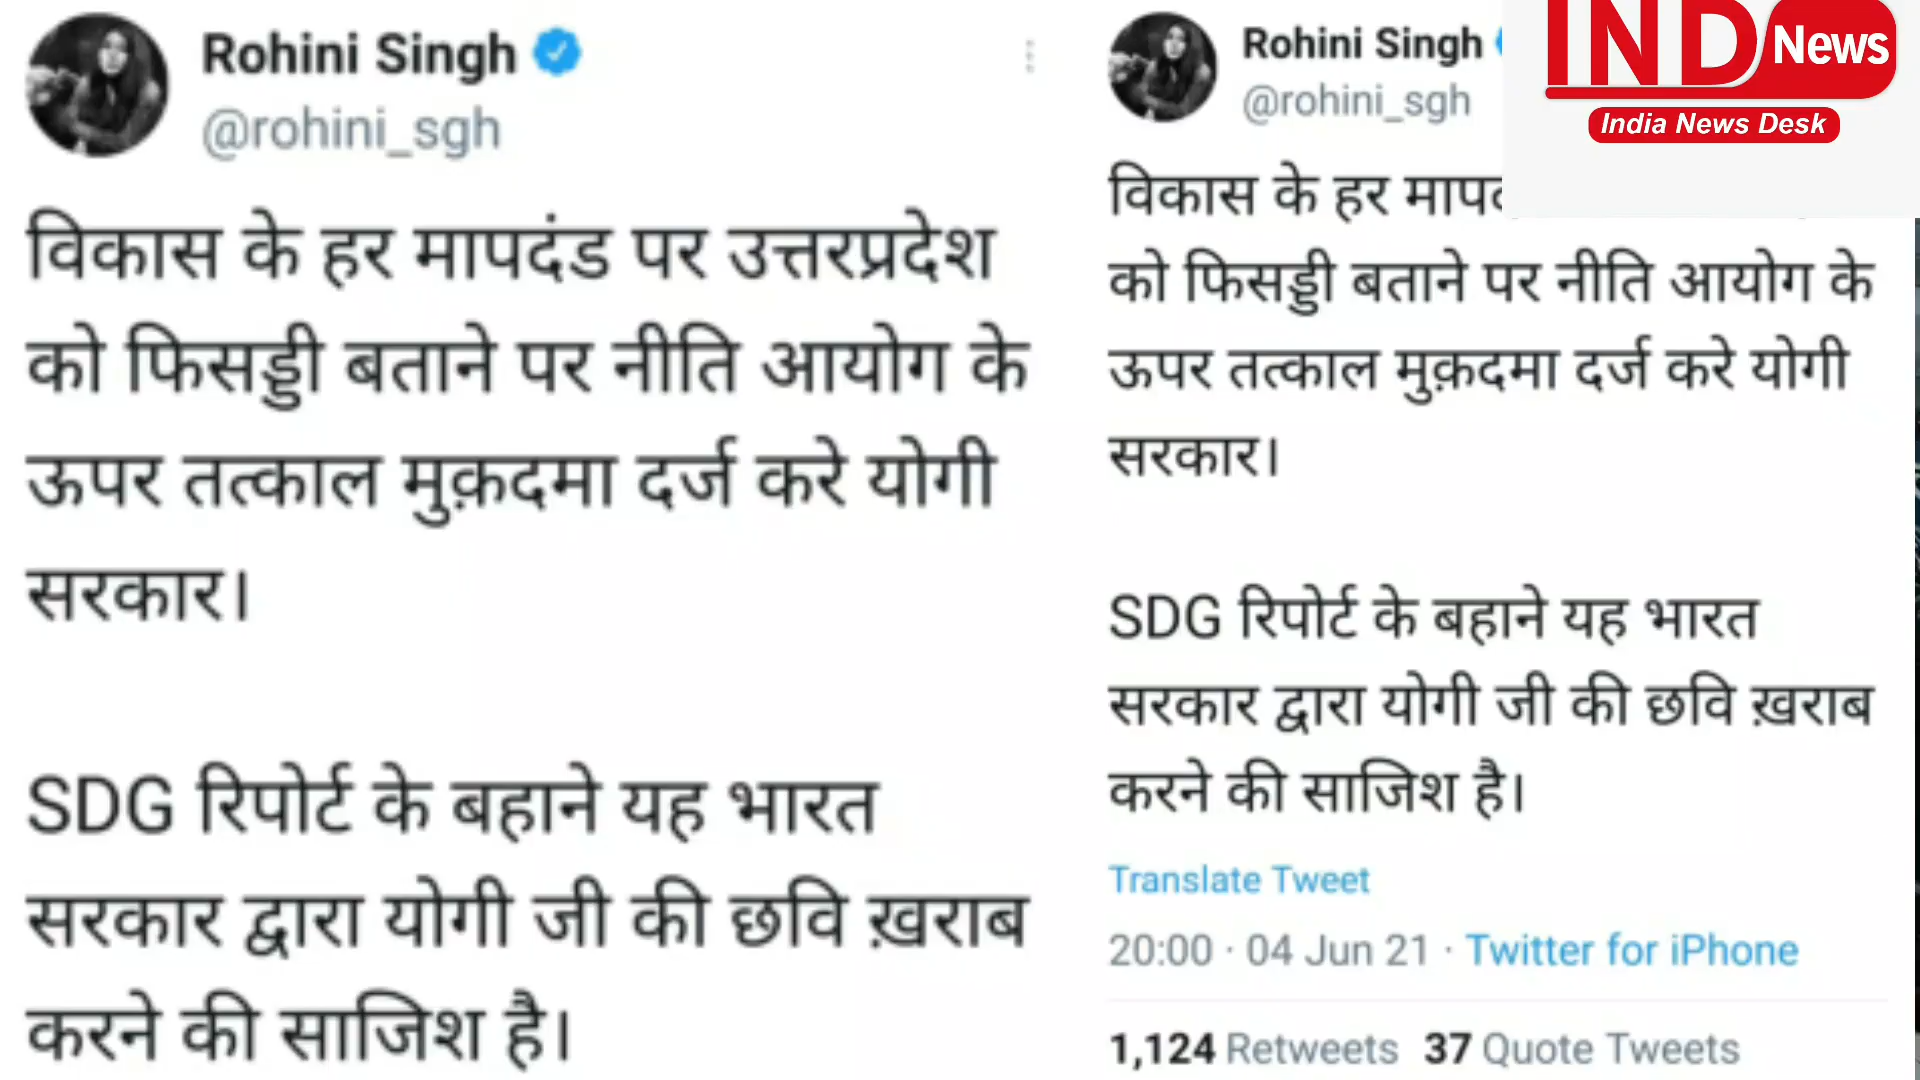 Rohini Singh
@rohini_sgh
विकास के हर मापदंड पर उत्तरप्रदेश
को फिसड्डी बताने पर नीति आयोग के
ऊपर तत्काल मुक़दमा दर्ज करे योगी
सरकार।
SDG रिपोर्ट के बहाने यह भारत
सरकार द्वारा योगी जी की छवि ख़राब
करने की साजिश है।
Rohini Singh
@rohini_sgh
विकास के हर
को फिसड्डी बताने पर नीति आयोग के
ऊपर तत्काल मुक़दमा दर्ज करे योगी
सरकार।
SDG रिपोर्ट के बहाने यह भारत
सरकार द्वारा योगी जी की छवि ख़राब
करने की साजिश है।
Translate Tweet
20:00 · 04 Jun 21 · Twitter for iPhone
1,124 Retweets 37 Quote Tweets
IND News
India News Desk